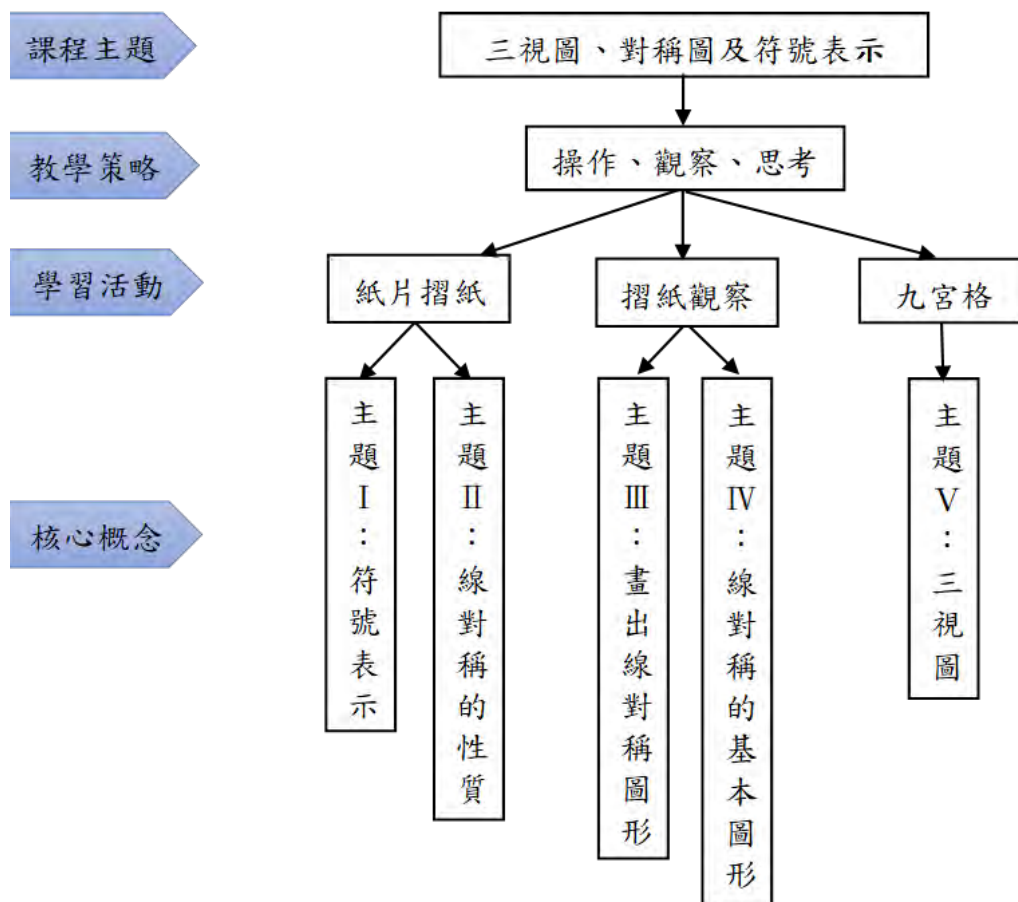 課程主題
三視圖、對稱圖及符號表示
教學策略
操作、觀察、思考
學習活動
紙片摺紙
摺紙觀察
九宮格
核心概念
主題Ⅰ：符號表示
主題Ⅱ：線對稱的性質
主題Ⅲ：畫出線對稱圖形
主題Ⅳ：線對稱的基本圖形
主題Ⅴ：三視圖